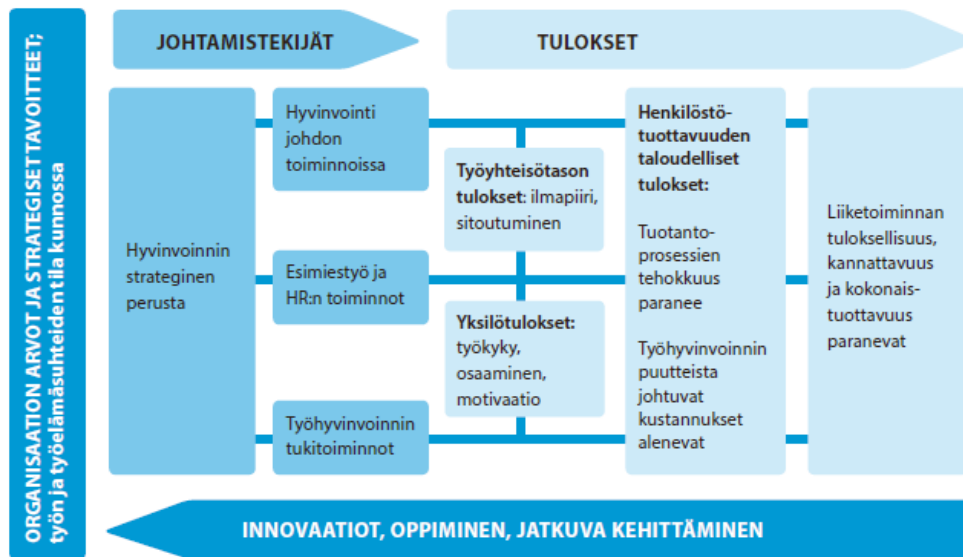 ORGANISAATION ARVOT JA STRATEGISETTAVOITTEET;
työn ja työelämäsuhteiden tila kunnossa
JOHTAMISTEKIJÄT
TULOKSET
Hyvinvoinnin
strateginen
perusta
Hyvinvointi
johdon
toiminnoissa
Esimiestyö ja
HR:n toiminnot
Työhyvinvoinnin
tukitoiminnot
Työyhteisötason
tulokset: ilmapiiri,
sitoutuminen
Yksilötulokset:
työkyky,
osaaminen,
motivaatio
Henkilöstö-
tuottavuuden
taloudelliset
tulokset:
Tuotanto-
prosessien
tehokkuus
paranee
Työhyvinvoinnin
puutteista
johtuvat
kustannukset
alenevat
Liiketoiminnan
tuloksellisuus,
kannattavuus
ja kokonais-
tuottavuus
paranevat
INNOVAATIOT, OPPIMINEN, JATKUVA KEHITTÄMINEN